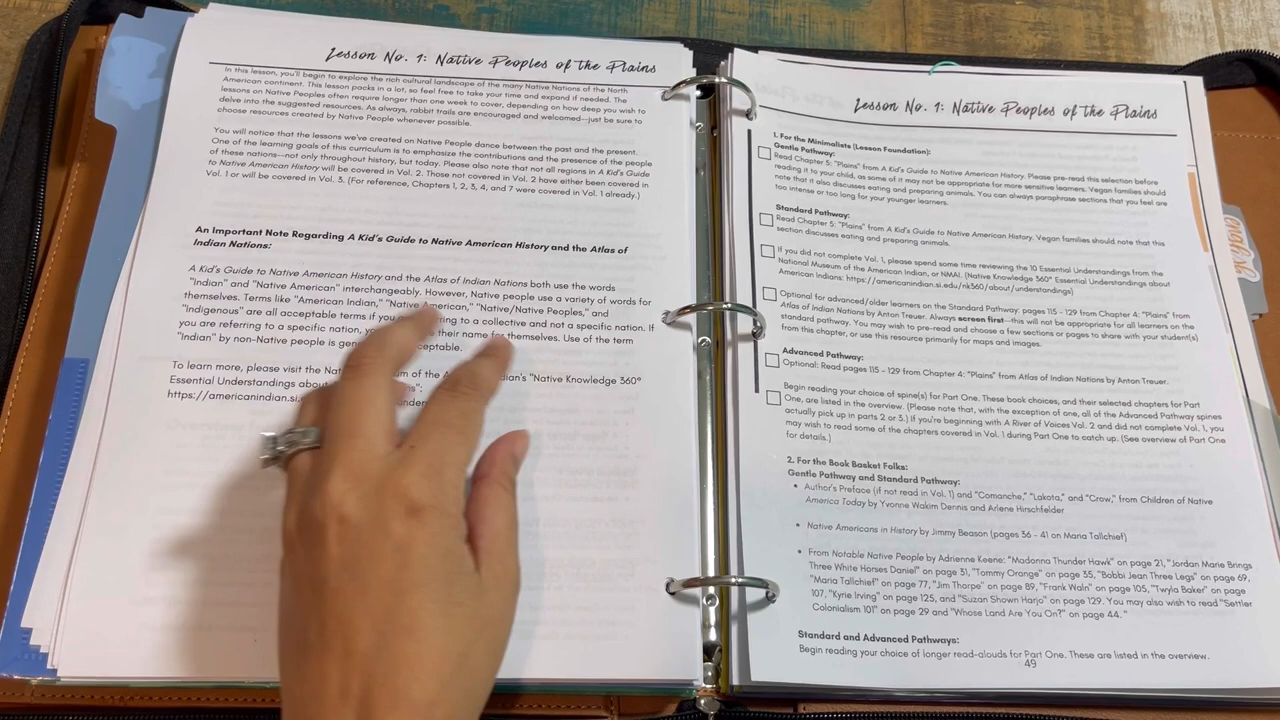 Lesson No. 1: Native Peoples of the Plains
In this lesson, you'll begin to explore the rich cultural landscape of the many Native Nations of the North
American continent. This lesson packs in a lot, so feel free to take your time and expand if needed. The
lessons on Native Peoples often require longer than one week to cover, depending on how deep you wish to
delve into the suggested resources. As always, rabbit trails are encouraged and welcomed—just be sure to
choose resources created by Native People whenever possible.
You will notice that the lessons we've created on Native People dance between the past and the present.
One of the learning goals of this curriculum is to emphasize the contributions and the presence of the people
of these nations—not only throughout history, but today. Please also note that not all regions in A Kid's Guide
to Native American History will be covered in Vol. 2. Those not covered in Vol. 2 have either been covered in
Vol. 1 or will be covered in Vol. 3. (For reference, Chapters 1, 2, 3, 4, and 7 were covered in Vol. 1 already.)
An Important Note Regarding A Kid's Guide to Native American History and the Atlas of
Indian Nations:
A Kid's Guide to Native American History and the Atlas of Indian Nations both use the words
"Indian" and "Native American" interchangeably. However, Native people use a variety of words for
themselves. Terms like "American Indian," "Native American," "Native/Native Peoples," and
"Indigenous" are all acceptable terms if you are referring to a collective and not a specific nation. If
you are referring to a specific nation, their name for themselves. Use of the term
"Indian" by non-Native people is acceptable.
To learn more, please visit the of the Indian's "Native Knowledge 360°
Essential Understandings about
https://americanindian.si.
Lesson No. 1: Native Peoples of the Plains
1. For the Minimalists (Lesson Foundation):
Gentle Pathway:
Read Chapter 5: "Plains" from A Kid's Guide to Native American History. Please pre-read this selection before
reading it to your child, as some of it may not be appropriate for more sensitive learners. Vegan families should
note that it also discusses eating and preparing animals. You can always paraphrase sections that you feel are
too intense or too long for your younger learners.
Standard Pathway:
Read Chapter 5: "Plains" from A Kid's Guide to Native American History. Vegan families should note that this
section discusses eating and preparing animals.
If you did not complete Vol. 1, please spend some time reviewing the 10 Essential Understandings from the
National Museum of the American Indian, or NMAI. (Native Knowledge 360° Essential Understandings about
American Indians: https://americanindian.si.edu/nk360/about/understandings)
Optional for advanced/older learners on the Standard Pathway: pages 115 - 129 from Chapter 4: "Plains" from
Atlas of Indian Nations by Anton Treuer. Always screen first—this will not be appropriate for all learners on the
standard pathway. You may wish to pre-read and choose a few sections or pages to share with your student(s)
from this chapter, or use this resource primarily for maps and images.
Advanced Pathway:
Optional: Read pages 115 - 129 from Chapter 4: "Plains" from Atlas of Indian Nations by Anton Treuer.
Begin reading your choice of spine(s) for Part One. These book choices, and their selected chapters for Part
One, are listed in the overview. (Please note that, with the exception of one, all of the Advanced Pathway spines
actually pick up in parts 2 or 3.) If you're beginning with A River of Voices Vol. 2 and did not complete Vol. 1, you
may wish to read some of the chapters covered in Vol. 1 during Part One to catch up. (See overview of Part One
for details.)
2. For the Book Basket Folks:
Gentle Pathway and Standard Pathway:
• Author's Preface (if not read in Vol. 1) and "Comanche," "Lakota," and "Crow," from Children of Native
America Today by Yvonne Wakim Dennis and Arlene Hirschfelder
• Native Americans in History by Jimmy Beason (pages 36 - 41 on Maria Tallchief)
• From Notable Native People by Adrienne Keene: "Madonna Thunder Hawk" on page 21, "Jordan Marie Brings
Three White Horses Daniel" on page 31, "Tommy Orange" on page 35, "Bobbi Jean Three Legs" on page 69,
"Maria Tallchief" on page 77, "Jim Thorpe" on page 89, "Frank Waln" on page 105, "Twyla Baker" on page
107, "Kyrie Irving" on page 125, and "Suzan Shown Harjo" on page 129. You may also wish to read "Settler
Colonialism 101" on page 29 and "Whose Land Are You On?" on page 44."
Standard and Advanced Pathways:
Begin reading your choice of longer read-alouds for Part One. These are listed in the overview.
49